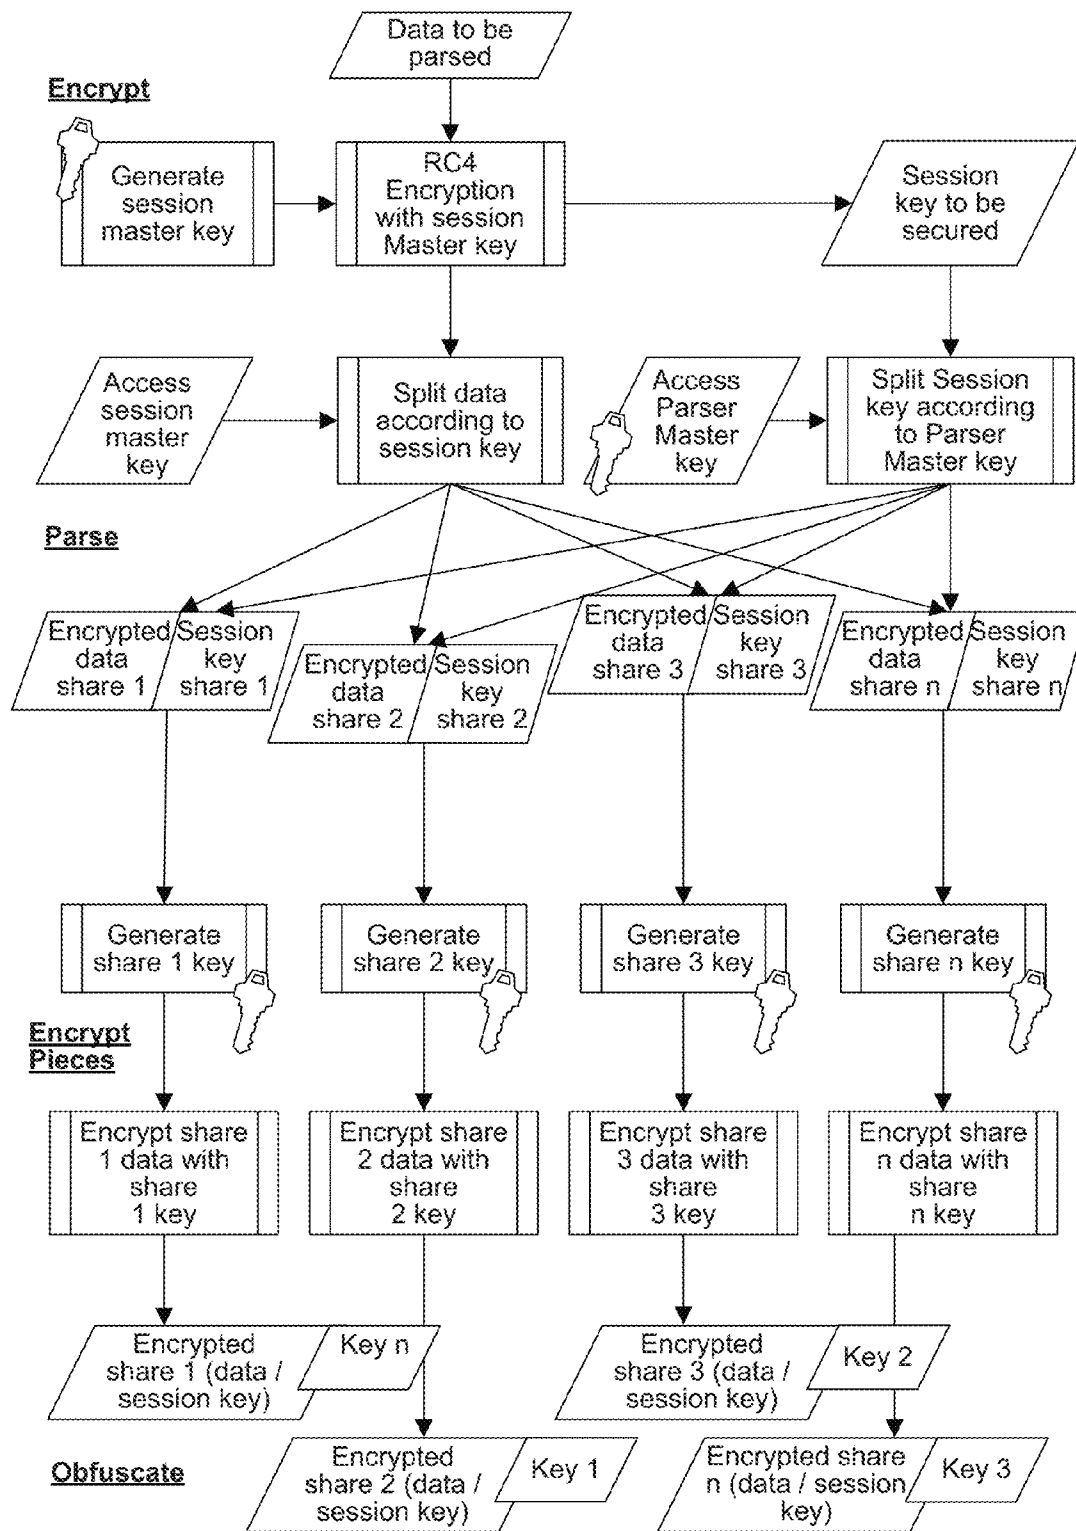 Data to be
parsed
Encrypt
Generate
session
master key
RC4
Encryption
with session
Master key
Session
key to be
secured
Access
session
master
key
Split data
according to
session key
Access
Parser
Master
key
Split Session
key according
to Parser
Master key
Parse
Encrypted
data
share 1
Session
key
share 1
Encrypted
data
share 2
Session
key
share 2
Encrypted
data
share 3
Session
key
share 3
Encrypted
data
share n
Session
key
share n
Generate
share 1 key
Generate
share 2 key
Generate
share 3 key
Generate
share n key
Encrypt
Pieces
Encrypt share
1 data with
share
1 key
Encrypt share
2 data with
share
2 key
Encrypt share
3 data with
share
3 key
Encrypt share
n data with
share
n key
Encrypted
share 1 (data /
session key)
Key n
Encrypted
share 3 (data /
session key)
Key 2
Obfuscate
Encrypted
share 2 (data /
session key)
Key 1
Encrypted share
n (data / session
key)
Key 3